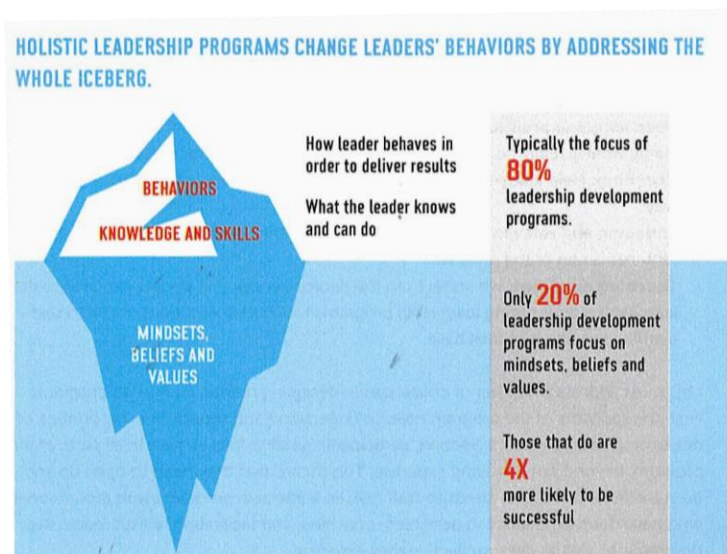 HOLISTIC LEADERSHIP PROGRAMS CHANGE LEADERS' BEHAVIORS BY ADDRESSING THE
WHOLE ICEBERG.
BEHAVIORS
KNOWLEDGE AND SKILLS
MINDSETS,
BELIEFS AND
VALUES
How leader behaves in
order to deliver results
What the leader knows
and can do
Typically the focus of
80%
leadership development
programs.
Only 20% of
leadership development
programs focus on
mindsets, beliefs and
values.
Those that do are
4X
more likely to be
successful